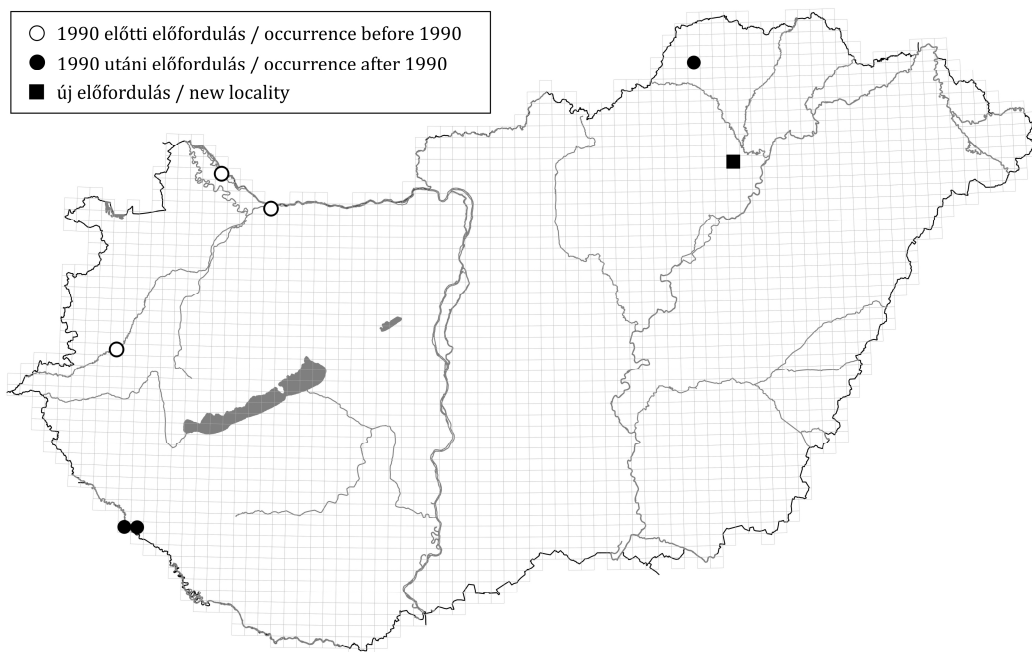 1990 előtti előfordulás / occurrence before 1990
1990 utáni előfordulás / occurrence after 1990
új előfordulás / new locality